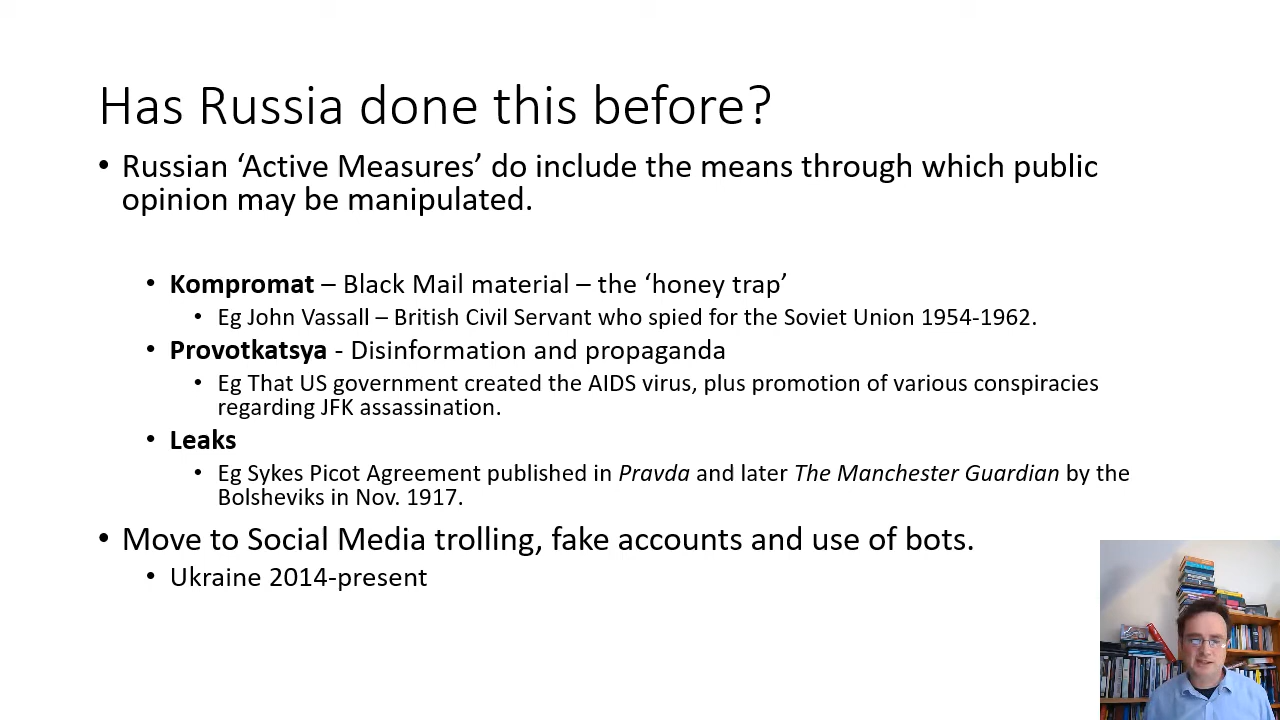 Has Russia done this before?
• Russian ‘Active Measures’ do include the means through which public
opinion may be manipulated.
• Kompromat – Black Mail material – the ‘honey trap’
• Eg John Vassall – British Civil Servant who spied for the Soviet Union 1954-1962.
• Provotkatsya - Disinformation and propaganda
• Eg That US government created the AIDS virus, plus promotion of various conspiracies
regarding JFK assassination.
• Leaks
• Eg Sykes Picot Agreement published in Pravda and later The Manchester Guardian by the
Bolsheviks in Nov. 1917.
• Move to Social Media trolling, fake accounts and use of bots.
• Ukraine 2014-present